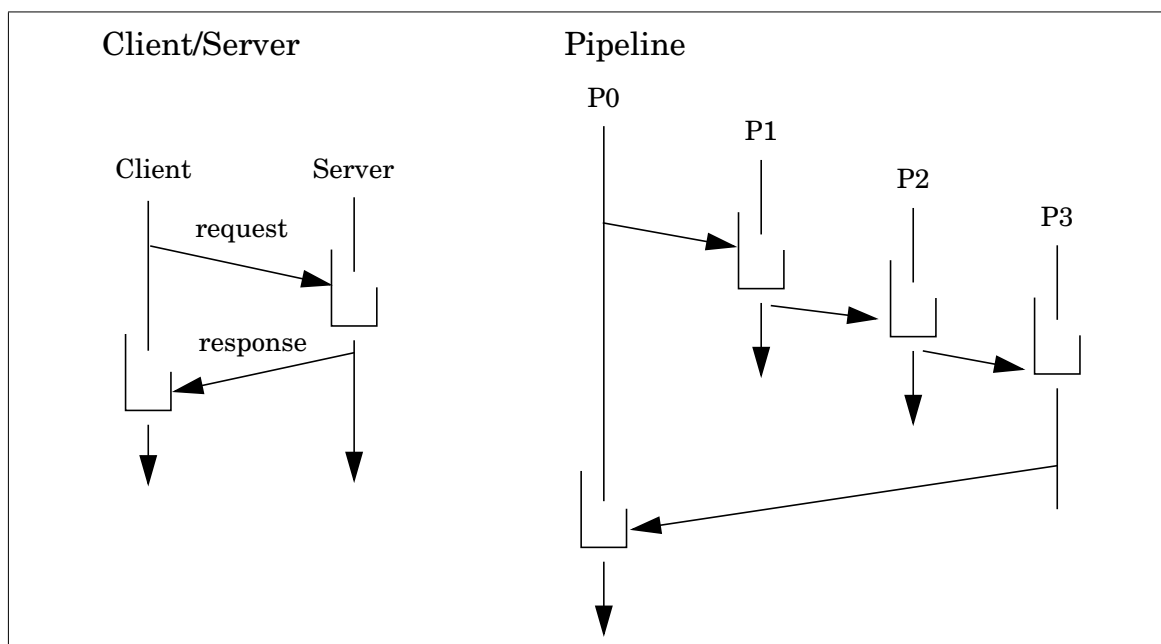 Client/Server
Client
Server
request
response
Pipeline
P0
P1
P2
P3